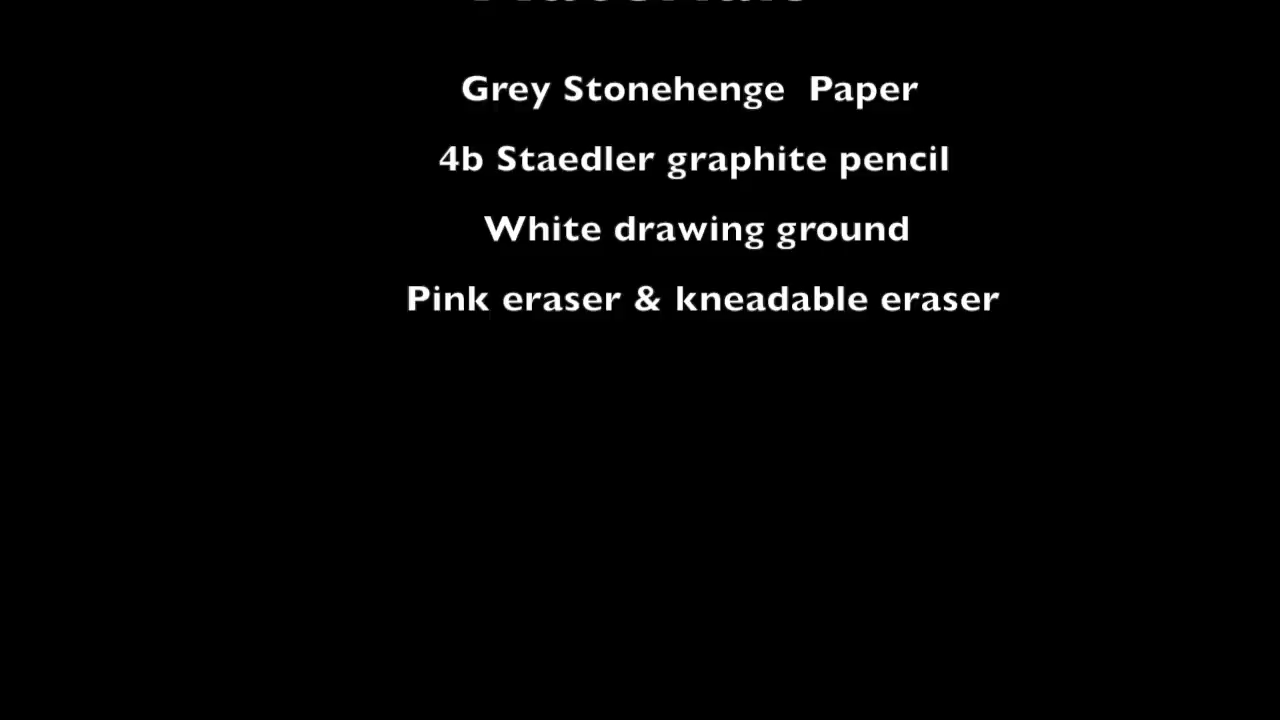 Grey Stonehenge Paper
4b Staedler graphite pencil
White drawing ground
Pink eraser & kneadable eraser